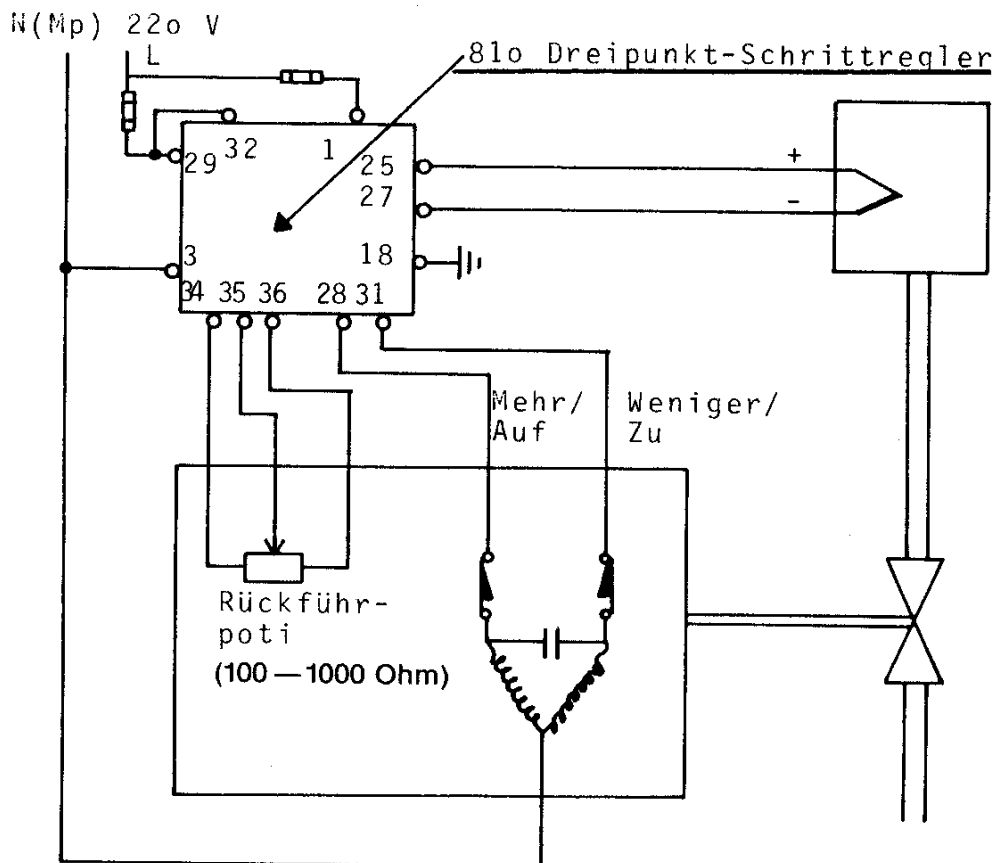 N(Mp) 22o V
L
81o Dreipunkt-Schrittregler
32
1
29
25
27
+
-
3
18
34 35 36 28 31
Mehr/
Auf
Weniger/
Zu
Rückführ-
poti
(100 — 1000 Ohm)